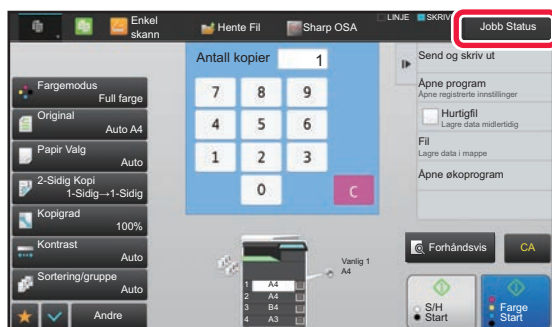 Enkel
skann
Hente Fil
Sharp OSA
LINJE
SKRIV
Jobb Status
Antall kopier
1
7 8 9
4 5 6
1 2 3
0 C
Fargemodus
Full farge
Original
Auto A4
Papir Valg
Auto
2-Sidig Kopi
1-Sidig→1-Sidig
Kopigrad
100%
Kontrast
Auto
Sortering/gruppe
Auto
Andre
Vanlig 1
A4
1 A4
2 A4
3 B4
4 A3
Send og skriv ut
Åpne program
Åpne registrerte innstillinger
Hurtigfil
Lagre data midlertidig
Fil
Lagre data i mappe
Åpne økoprogram
Forhåndsvis
CA
S/H
Start
Farge
Start